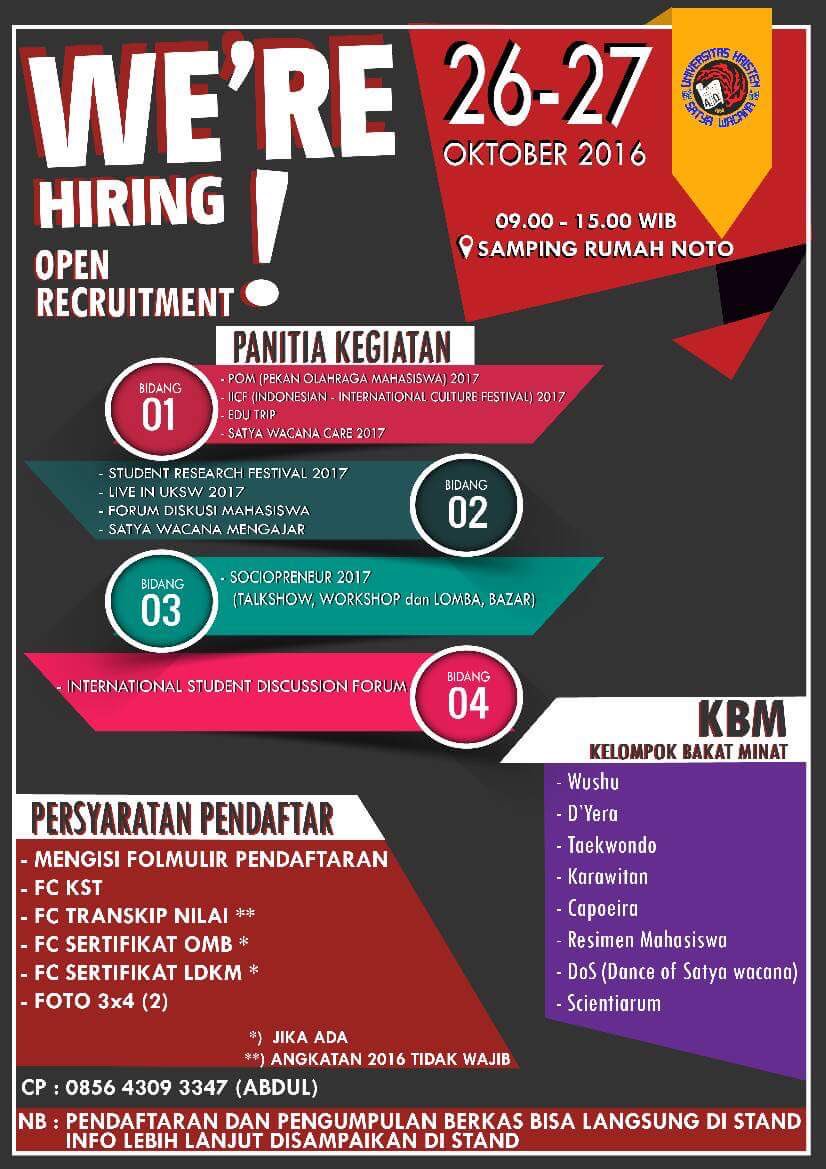 WE'RE
HIRING!
OPEN
RECRUITMENT
26-27
OKTOBER 2016
09.00 - 15.00 WIB
SAMPING RUMAH NOTO
UNIVERSITAS KRISTEN
SATYA WACANA
PANITIA KEGIATAN
BIDANG
01
- POM (PEKAN OLAHRAGA MAHASISWA) 2017
- IICF (INDONESIAN - INTERNATIONAL CULTURE FESTIVAL) 2017
- EDU TRIP
- SATYA WACANA CARE 2017
- STUDENT RESEARCH FESTIVAL 2017
- LIVE IN UKSW 2017
- FORUM DISKUSI MAHASISWA
- SATYA WACANA MENGAJAR
BIDANG
02
BIDANG
03
- SOCIOPRENEUR 2017
(TALKSHOW, WORKSHOP dan LOMBA, BAZAR)
- INTERNATIONAL STUDENT DISCUSSION FORUM
BIDANG
04
KBM
KELOMPOK BAKAT MINAT
- Wushu
- D'Yera
- Taekwondo
- Karawitan
- Capoeira
- Resimen Mahasiswa
- DoS (Dance of Satya wacana)
- Scientiarum
PERSYARATAN PENDAFTAR
- MENGISI FOLMULIR PENDAFTARAN
- FC KST
- FC TRANSKIP NILAI **
- FC SERTIFIKAT OMB *
- FC SERTIFIKAT LDKM *
- FOTO 3x4 (2)
*) JIKA ADA
**) ANGKATAN 2016 TIDAK WAJIB
CP : 0856 4309 3347 (ABDUL)
NB : PENDAFTARAN DAN PENGUMPULAN BERKAS BISA LANGSUNG DI STAND
INFO LEBIH LANJUT DISAMPAIKAN DI STAND